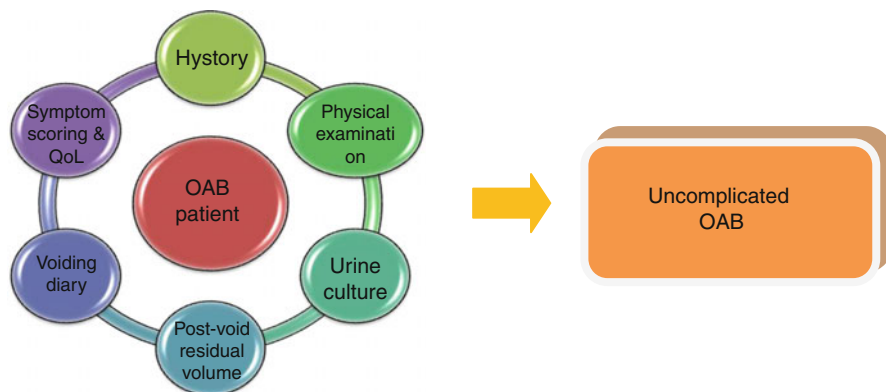 Hystory
Physical
examinati
on
Urine
culture
Post-void
residual
volume
Voiding
diary
Symptom
scoring &
QoL
OAB
patient
Uncomplicated
OAB